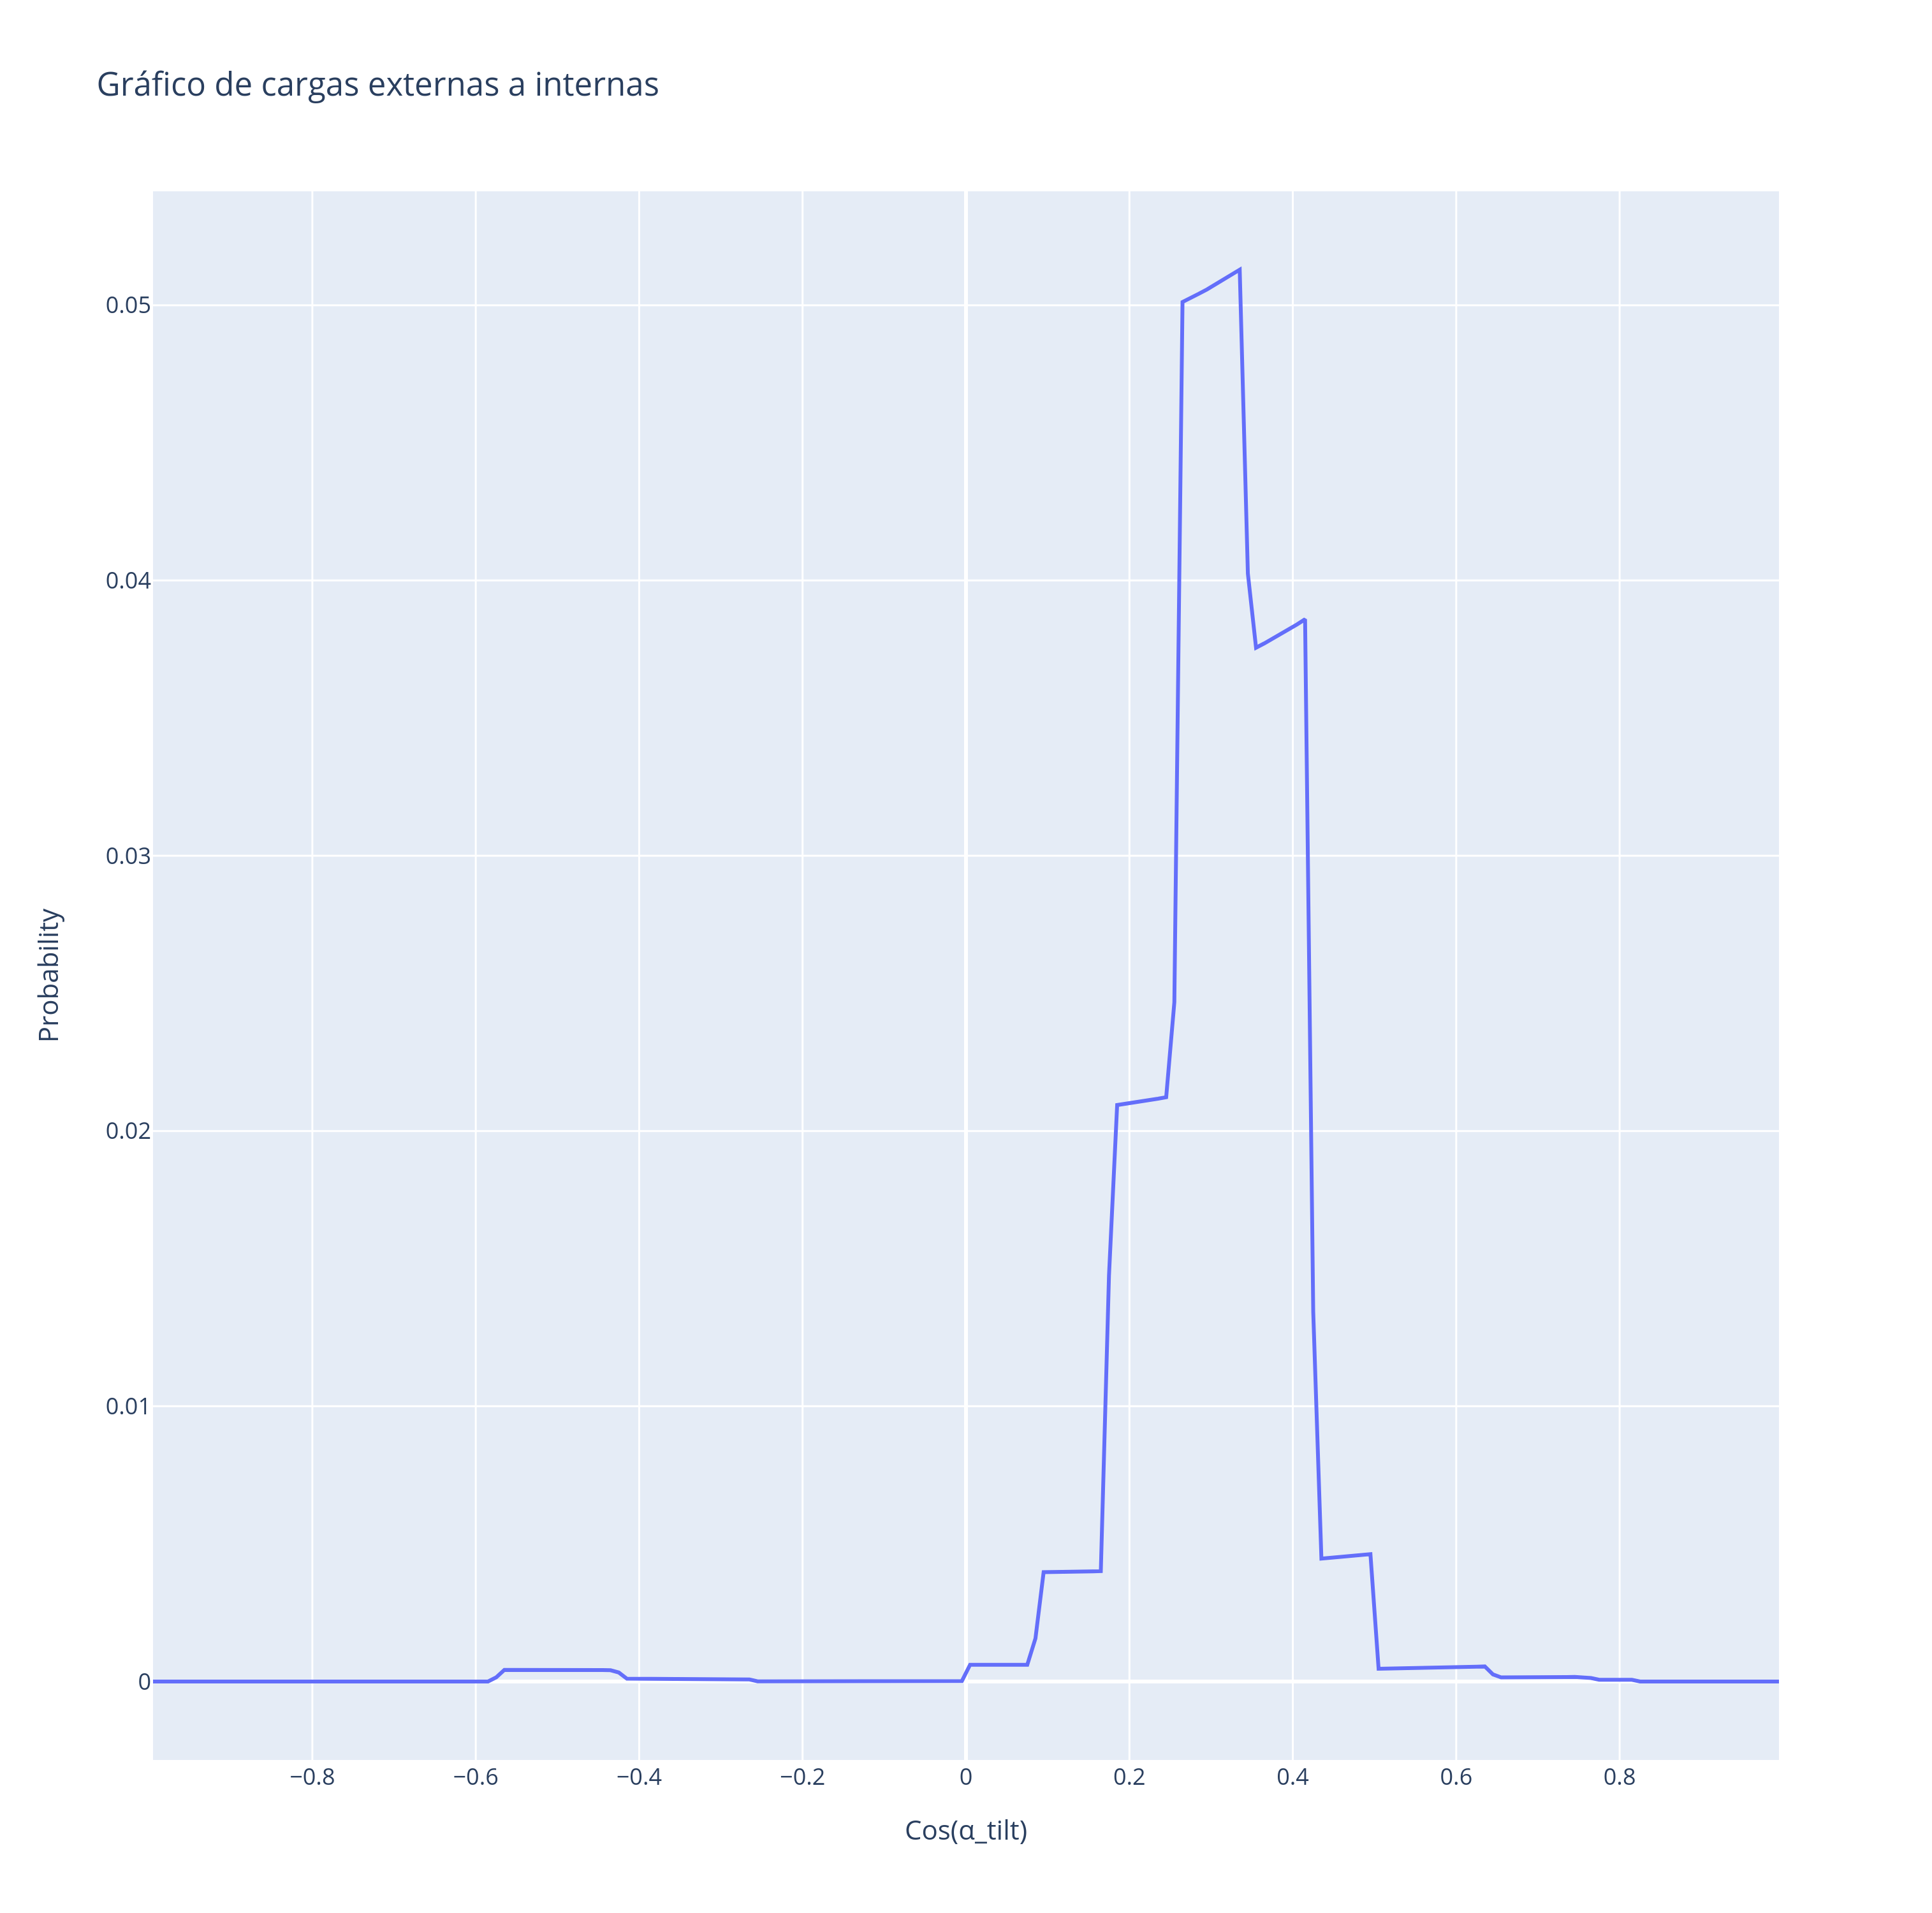 Gráfico de cargas externas a internas
0.05
0.04
0.03
0.02
0.01
0
Probability
−0.8 −0.6 −0.4 −0.2 0 0.2 0.4 0.6 0.8
Cos(α_tilt)